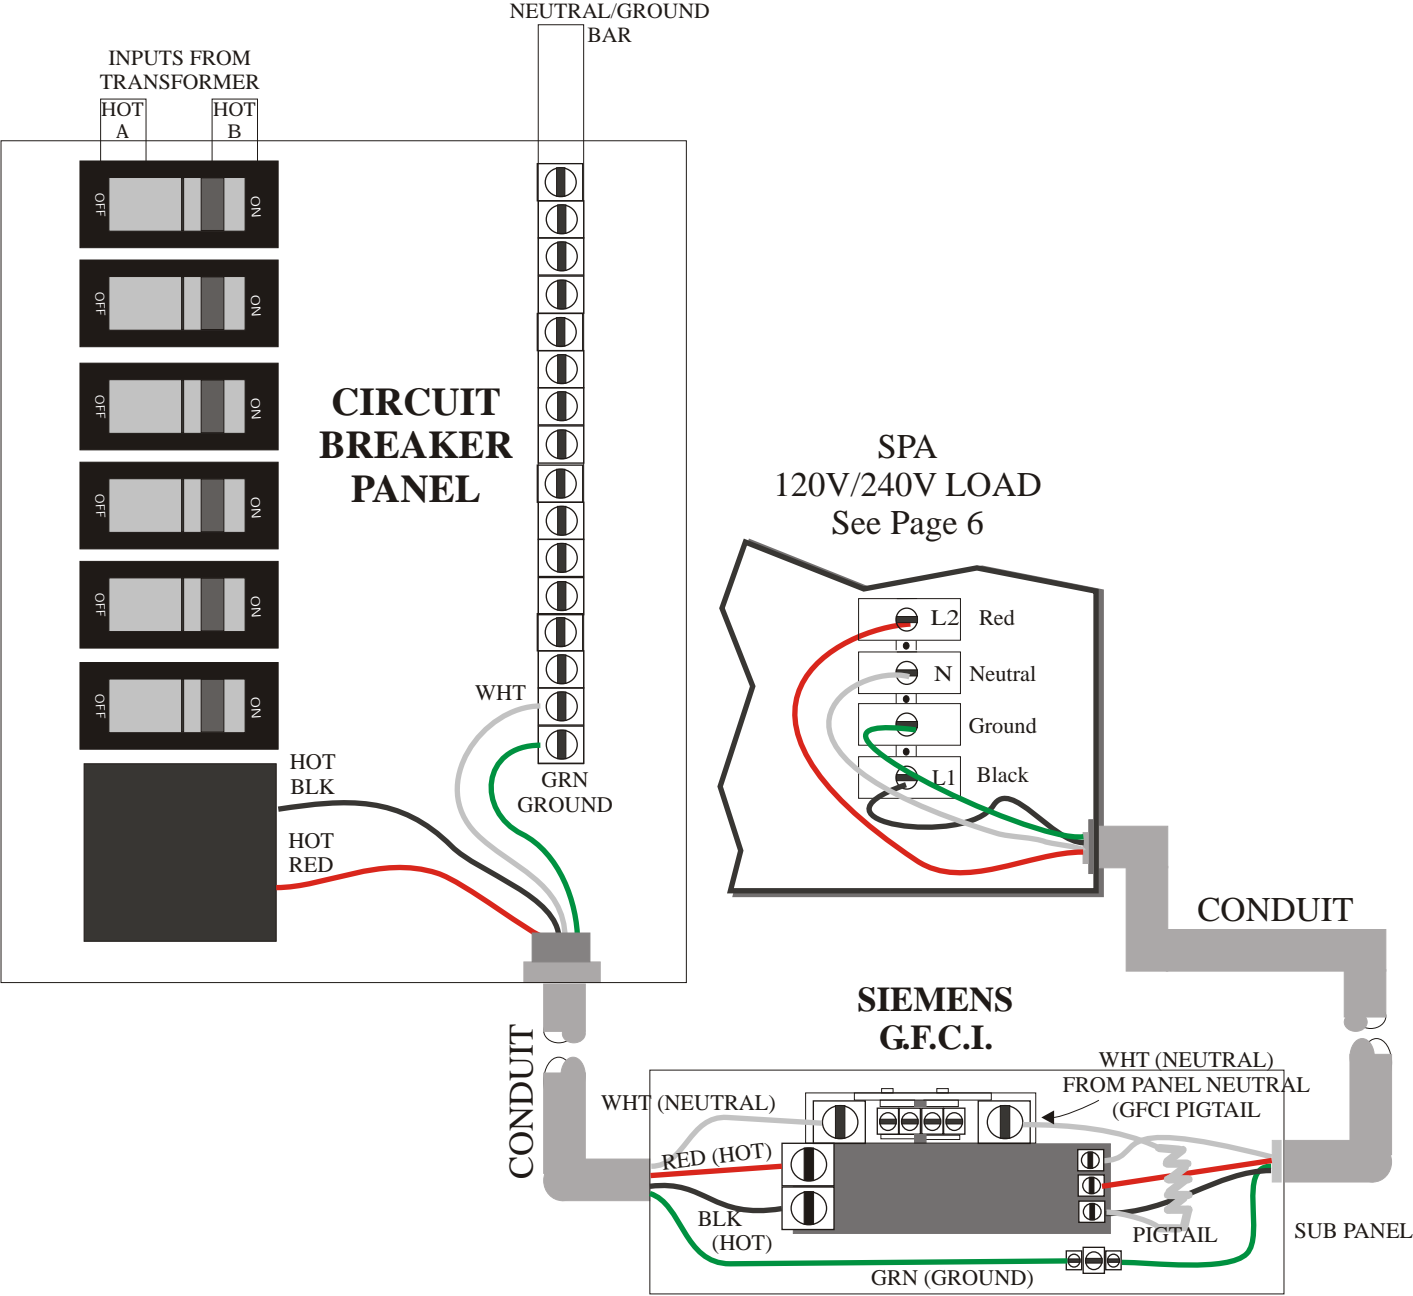 NEUTRAL/GROUND
BAR
INPUTS FROM
TRANSFORMER
HOT
A
HOT
B
OFF
ON
OFF
ON
OFF
ON
OFF
ON
OFF
ON
OFF
ON
CIRCUIT
BREAKER
PANEL
WHT
GRN
GROUND
HOT
BLK
HOT
RED
SPA
120V/240V LOAD
See Page 6
L2 Red
N Neutral
Ground
L1 Black
CONDUIT
CONDUIT
SIEMENS
G.F.C.I.
WHT (NEUTRAL)
FROM PANEL NEUTRAL
(GFCI PIGTAIL
WHT (NEUTRAL)
RED (HOT)
BLK
(HOT)
PIGTAIL
SUB PANEL
GRN (GROUND)